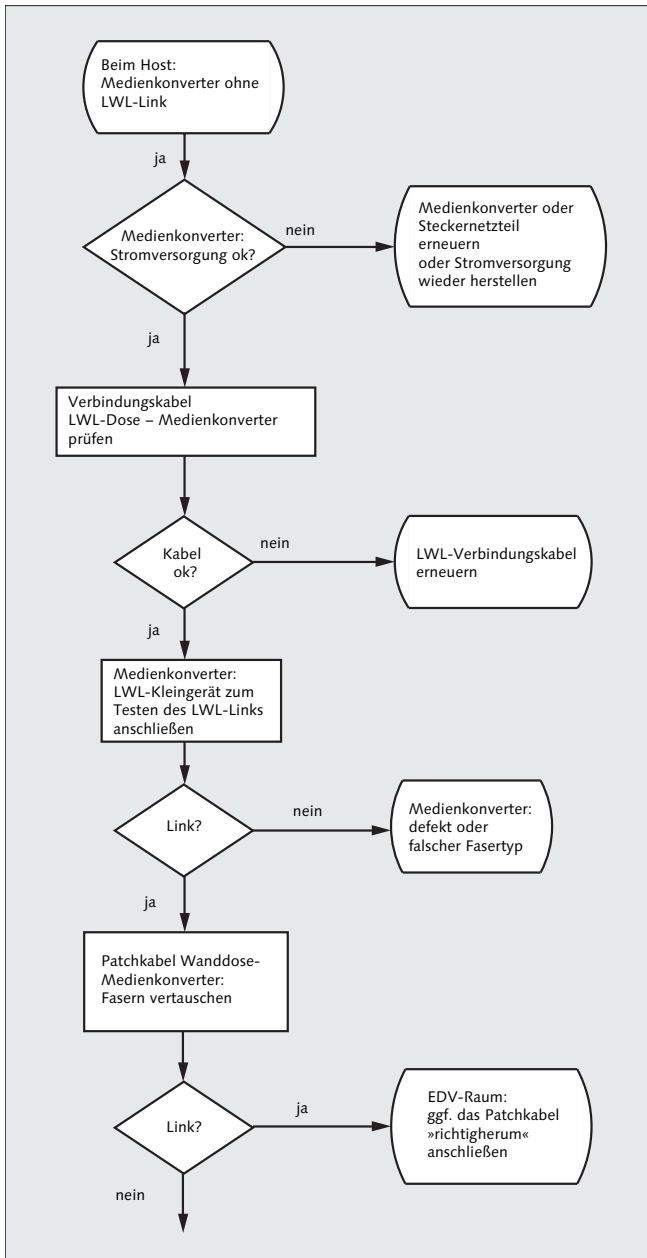 Beim Host:
Medienkonverter ohne
LWL-Link
ja
Medienkonverter:
Stromversorgung ok?
nein
Medienkonverter oder
Steckernetzteil
erneuern
oder Stromversorgung
wieder herstellen
ja
Verbindungskabel
LWL-Dose – Medienkonverter
prüfen
Kabel
ok?
nein
LWL-Verbindungskabel
erneuern
ja
Medienkonverter:
LWL-Kleingerät zum
Testen des LWL-Links
anschließen
Link?
nein
Medienkonverter:
defekt oder
falscher Fasertyp
ja
Patchkabel Wanddose-
Medienkonverter:
Fasern vertauschen
Link?
ja
EDV-Raum:
ggf. das Patchkabel
»richtigherum«
anschließen
nein